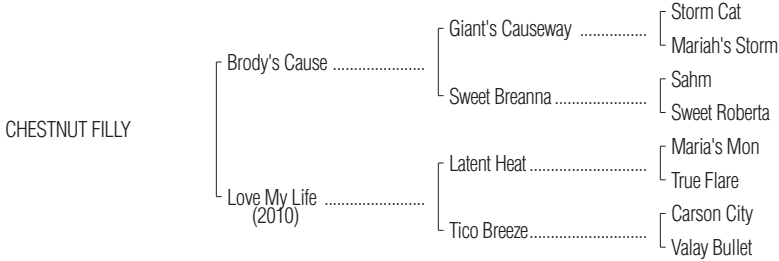 CHESTNUT FILLY
Brody's Cause ......................
Love My Life ........................
(2010)
Giant's Causeway ................
Sweet Breanna ......................
Latent Heat ............................
Tico Breeze............................
Storm Cat
Mariah's Storm
Sahm
Sweet Roberta
Maria's Mon
True Flare
Carson City
Valay Bullet